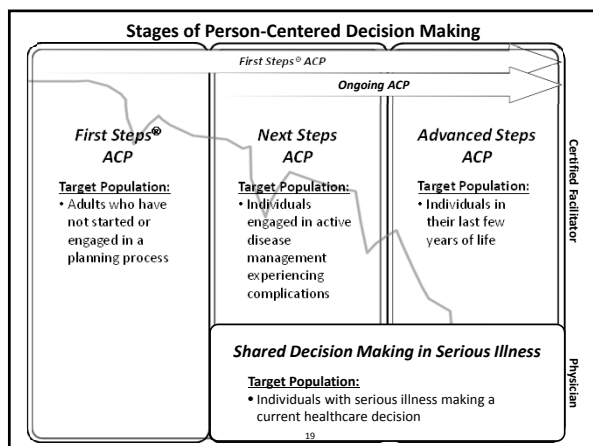 Stages of Person-Centered Decision Making
First Steps® ACP
Ongoing ACP
First Steps®
ACP
Target Population:
• Adults who have
not started or
engaged in a
planning process
Next Steps
ACP
Target Population:
• Individuals
engaged in active
disease
management
experiencing
complications
Advanced Steps
ACP
Target Population:
• Individuals in
their last few
years of life
Certified Facilitator
Shared Decision Making in Serious Illness
Target Population:
• Individuals with serious illness making a
current healthcare decision
Physician
19